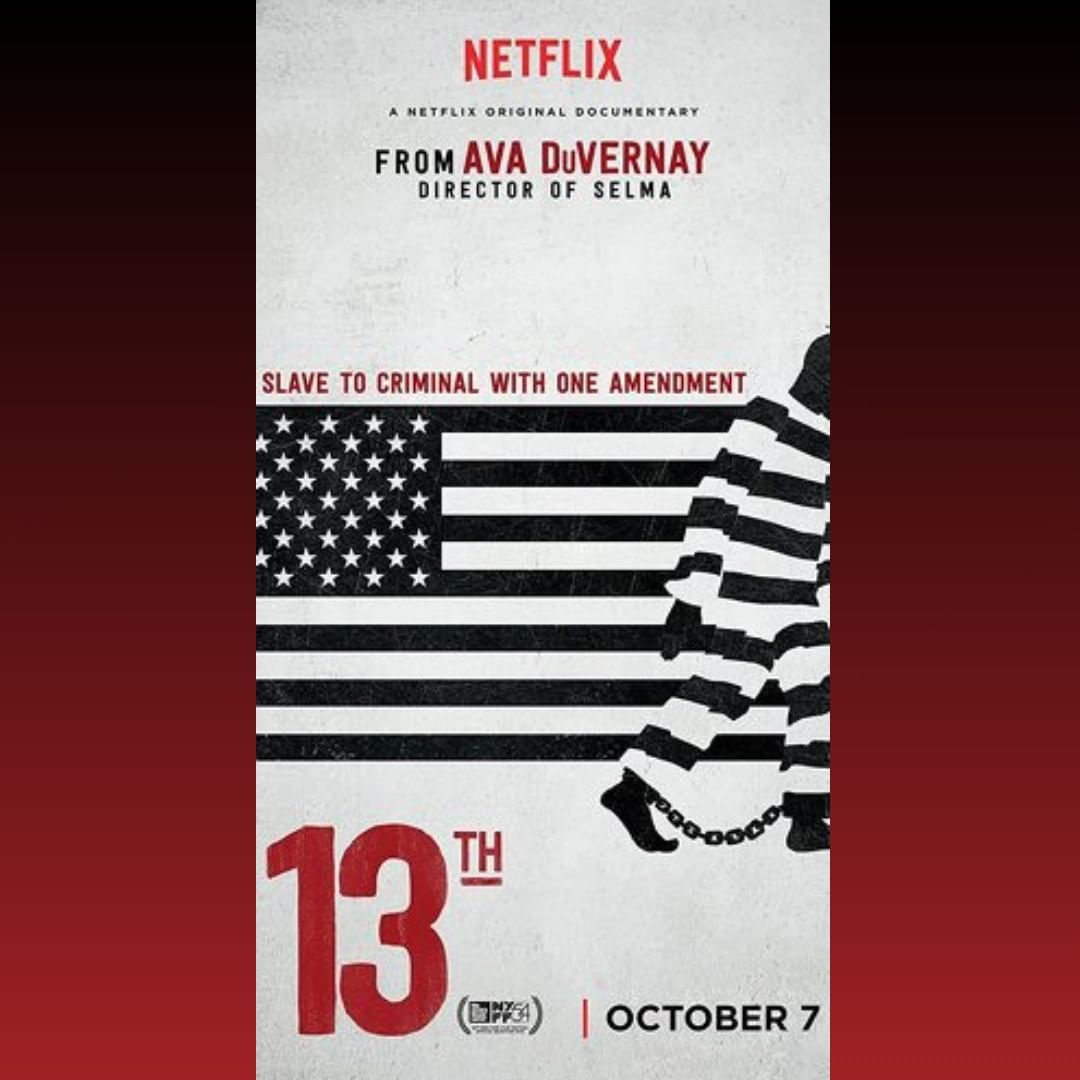 NETFLIX
A NETFLIX ORIGINAL DOCUMENTARY
FROM AVA DuVERNAY
DIRECTOR OF SELMA
SLAVE TO CRIMINAL WITH ONE AMENDMENT
13TH
NYFF54
OCTOBER 7